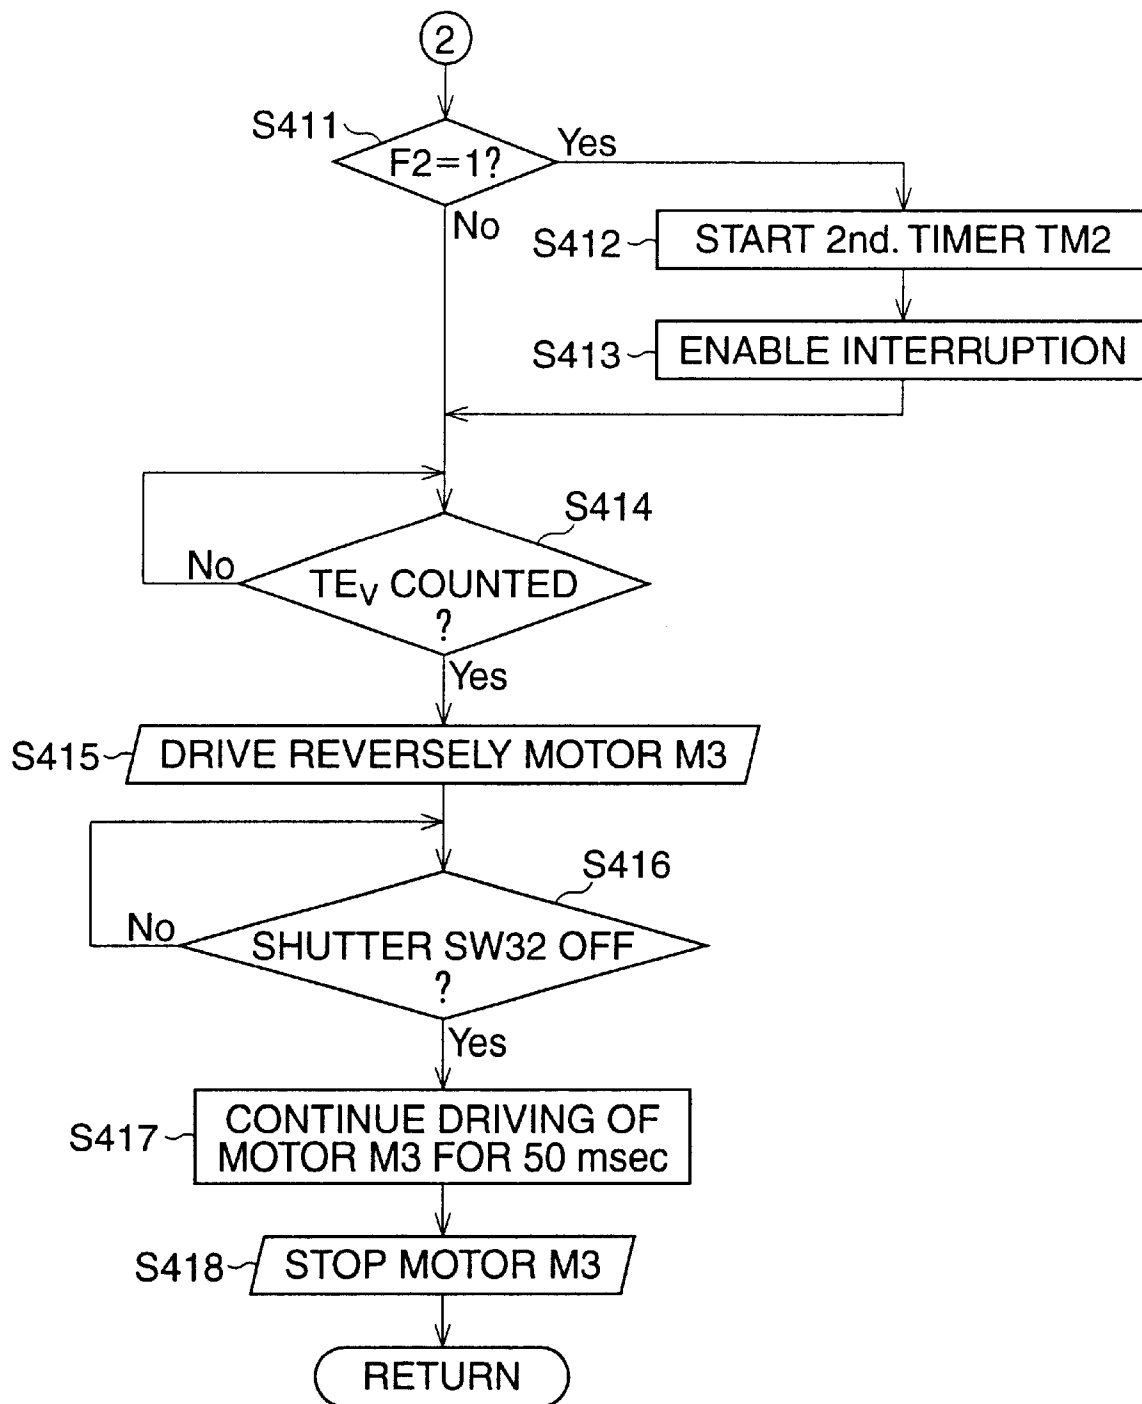 2
S411
F2=1?
Yes
No
S412
START 2nd. TIMER TM2
S413
ENABLE INTERRUPTION
S414
No
TEV COUNTED
?
Yes
S415
DRIVE REVERSELY MOTOR M3
S416
No
SHUTTER SW32 OFF
?
Yes
S417
CONTINUE DRIVING OF
MOTOR M3 FOR 50 msec
S418
STOP MOTOR M3
RETURN